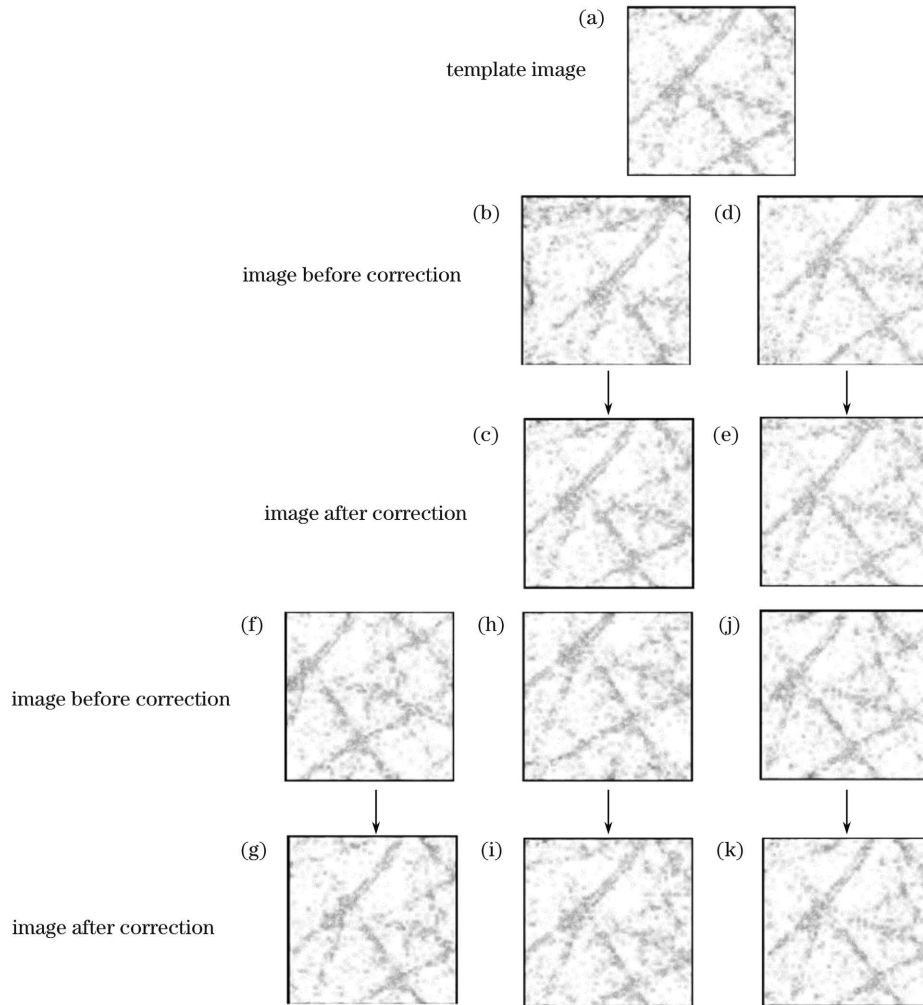 (a)
template image
(b)
(d)
image before correction
(c)
(e)
image after correction
(f)
(h)
(j)
image before correction
(g)
(i)
(k)
image after correction